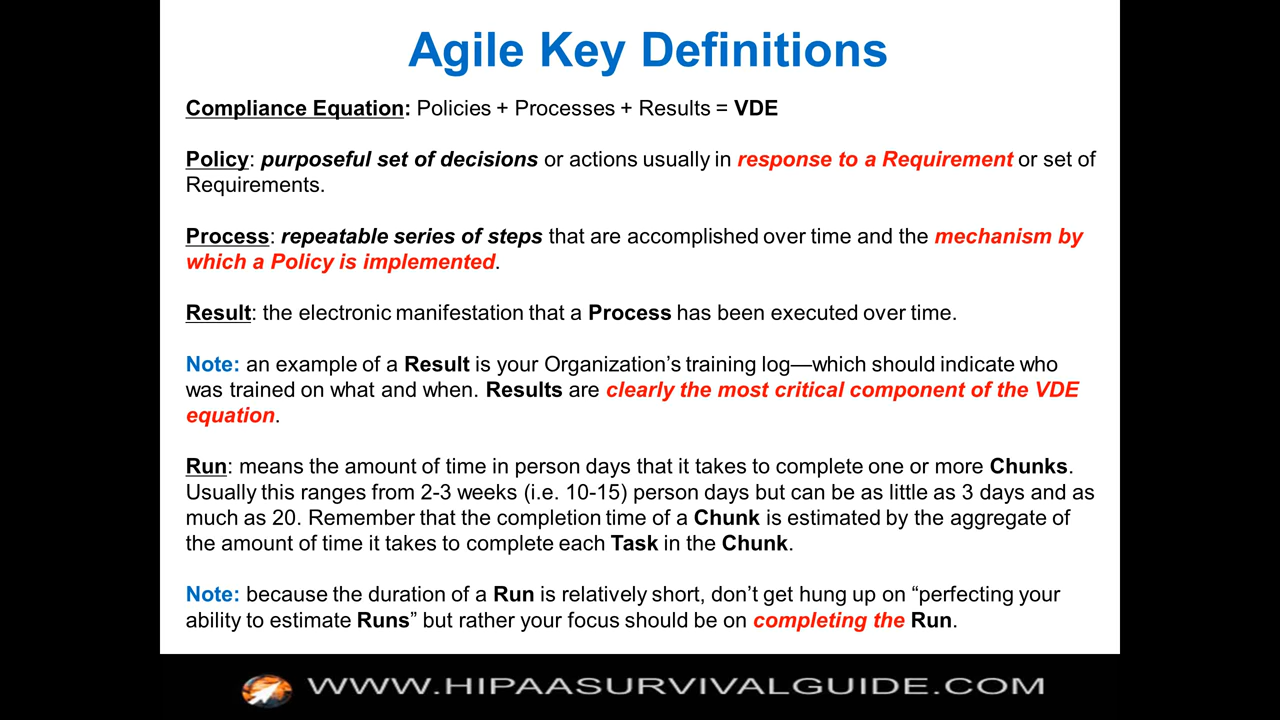 Agile Key Definitions
Compliance Equation: Policies + Processes + Results = VDE
Policy: purposeful set of decisions or actions usually in response to a Requirement or set of
Requirements.
Process: repeatable series of steps that are accomplished over time and the mechanism by
which a Policy is implemented.
Result: the electronic manifestation that a Process has been executed over time.
Note: an example of a Result is your Organization’s training log—which should indicate who
was trained on what and when. Results are clearly the most critical component of the VDE
equation.
Run: means the amount of time in person days that it takes to complete one or more Chunks.
Usually this ranges from 2-3 weeks (i.e. 10-15) person days but can be as little as 3 days and as
much as 20. Remember that the completion time of a Chunk is estimated by the aggregate of
the amount of time it takes to complete each Task in the Chunk.
Note: because the duration of a Run is relatively short, don’t get hung up on “perfecting your
ability to estimate Runs” but rather your focus should be on completing the Run.
WWW.HIPAASURVIVALGUIDE.COM